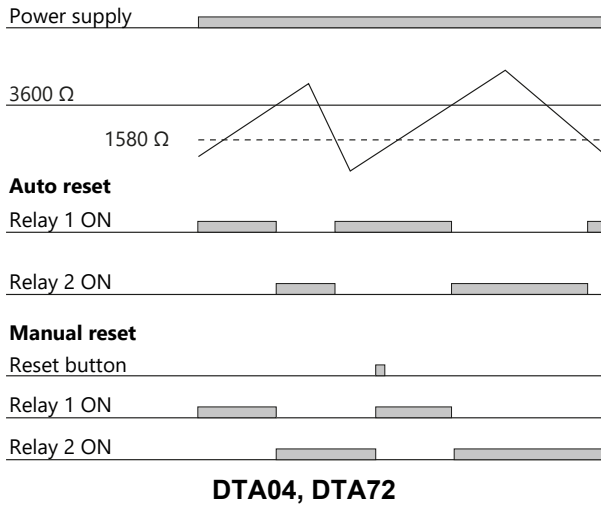 Power supply
3600 Ω
1580 Ω
Auto reset
Relay 1 ON
Relay 2 ON
Manual reset
Reset button
Relay 1 ON
Relay 2 ON
DTA04, DTA72